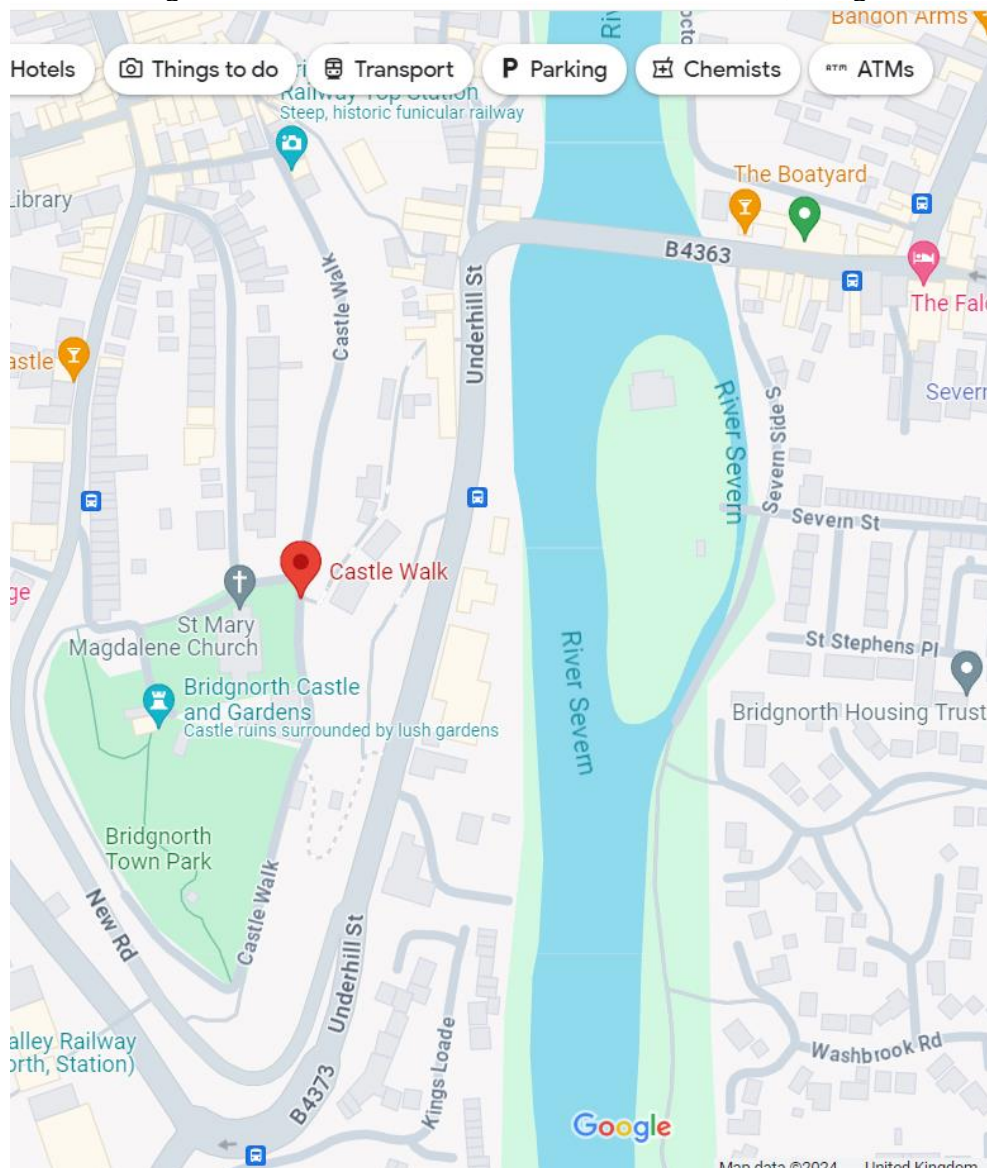 Bandon Arms
Hotels
Things to do
Transport
P Parking
Chemists
ATM ATMs
Railway Top Station
Steep, historic funicular railway
The Boatyard
Library
B4363
Castle Walk
Underhill St
The Fal
astle
River Severn
Severn Side S
Severn
Severn St
ge
Castle Walk
St Mary
Magdalene Church
St Stephens Pl
River Severn
Bridgnorth Castle
and Gardens
Castle ruins surrounded by lush gardens
Bridgnorth Housing Trust
Bridgnorth
Town Park
Castle Walk
New Rd
Underhill St
alley Railway
orth, Station)
Kings Loade
Washbrook Rd
B4373
Google
Map data ©2024 United Kingdom